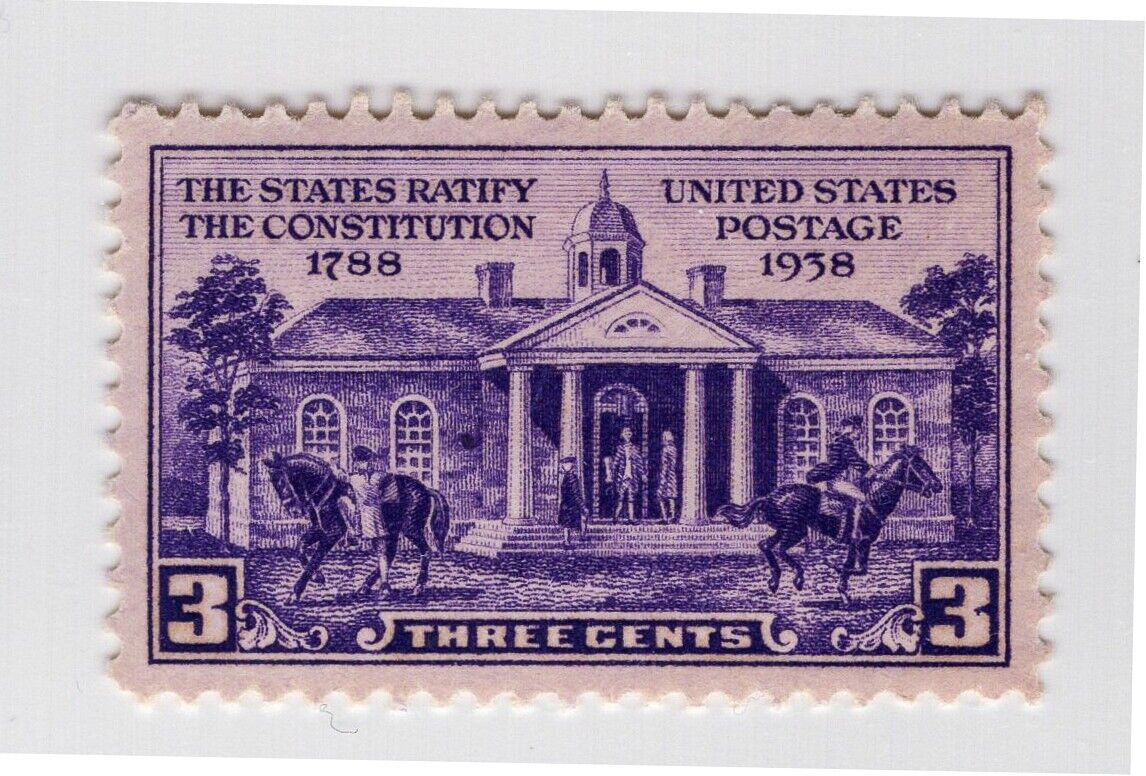 THE STATES RATIFY
THE CONSTITUTION
1788
UNITED STATES
POSTAGE
1938
3
THREE CENTS
3